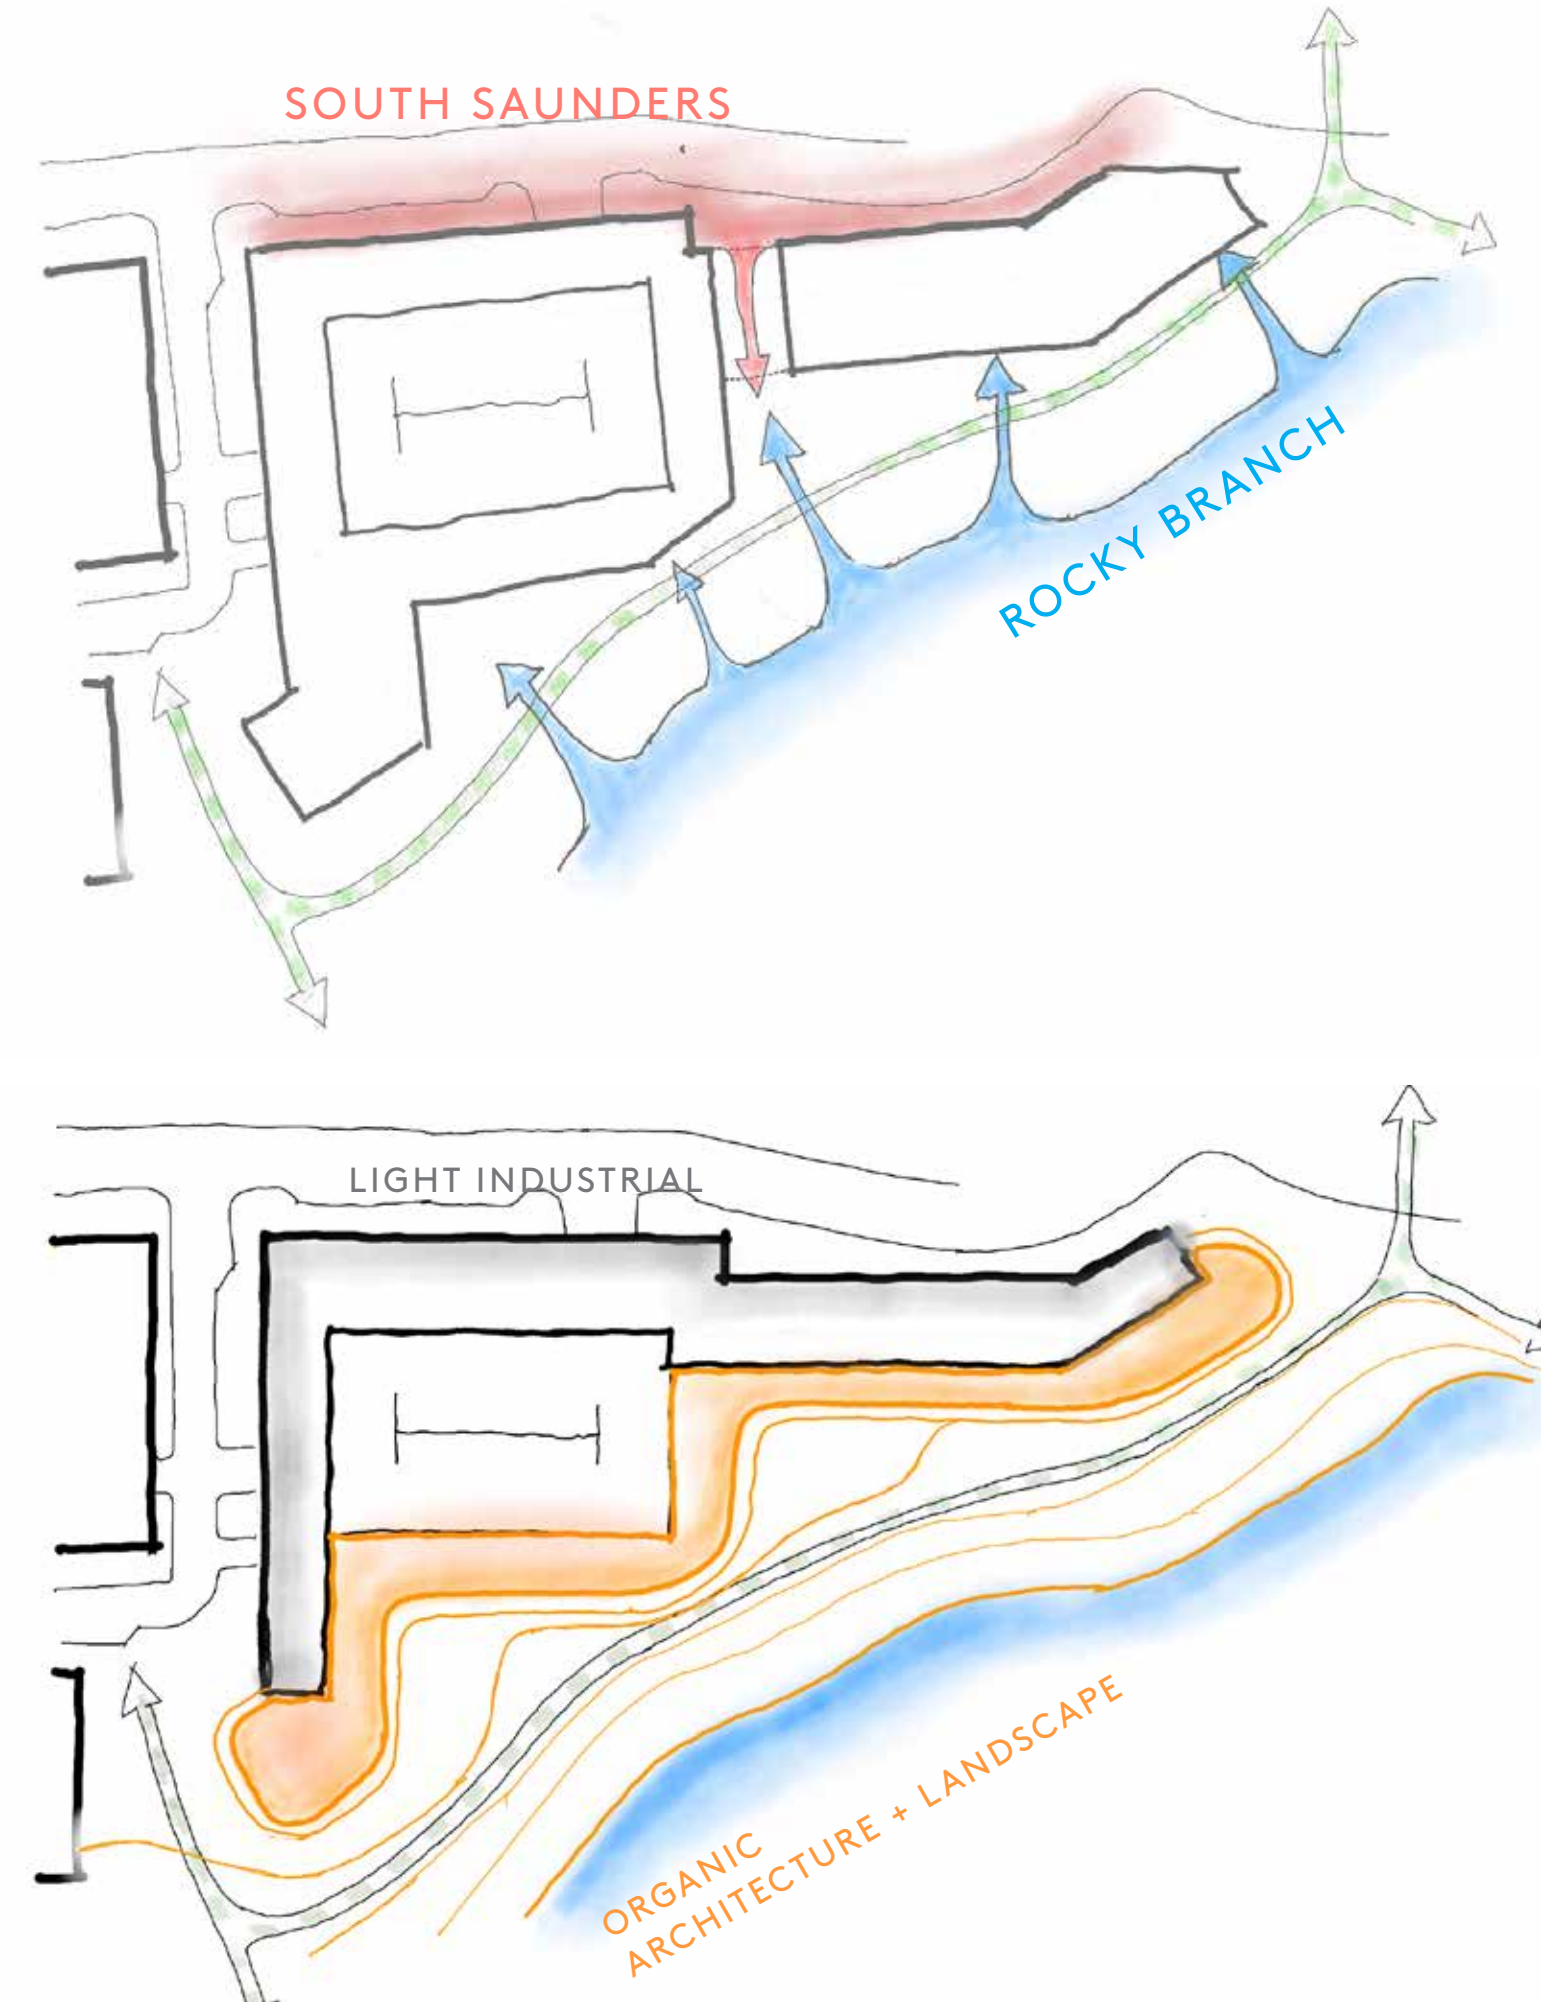 SOUTH SAUNDERS
ROCKY BRANCH
LIGHT INDUSTRIAL
ORGANIC
ARCHITECTURE + LANDSCAPE